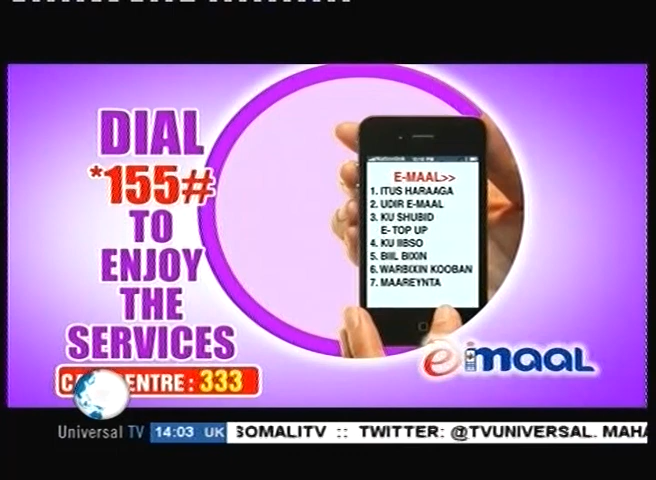 DIAL
*155#
TO
ENJOY
THE
SERVICES
CENTRE : 333
E-MAAL>>
1. ITUS HARAAGA
2. UDIR E-MAAL
3. KU SHUBID
E- TOP UP
4. KU IIBSO
5. BIIL BIXIN
6. WARBIXIN KOOBAN
7. MAAREYNTA
e maal
Universal TV 14:03 UK SOMALITV :: TWITTER: @TVUNIVERSAL. MAHA